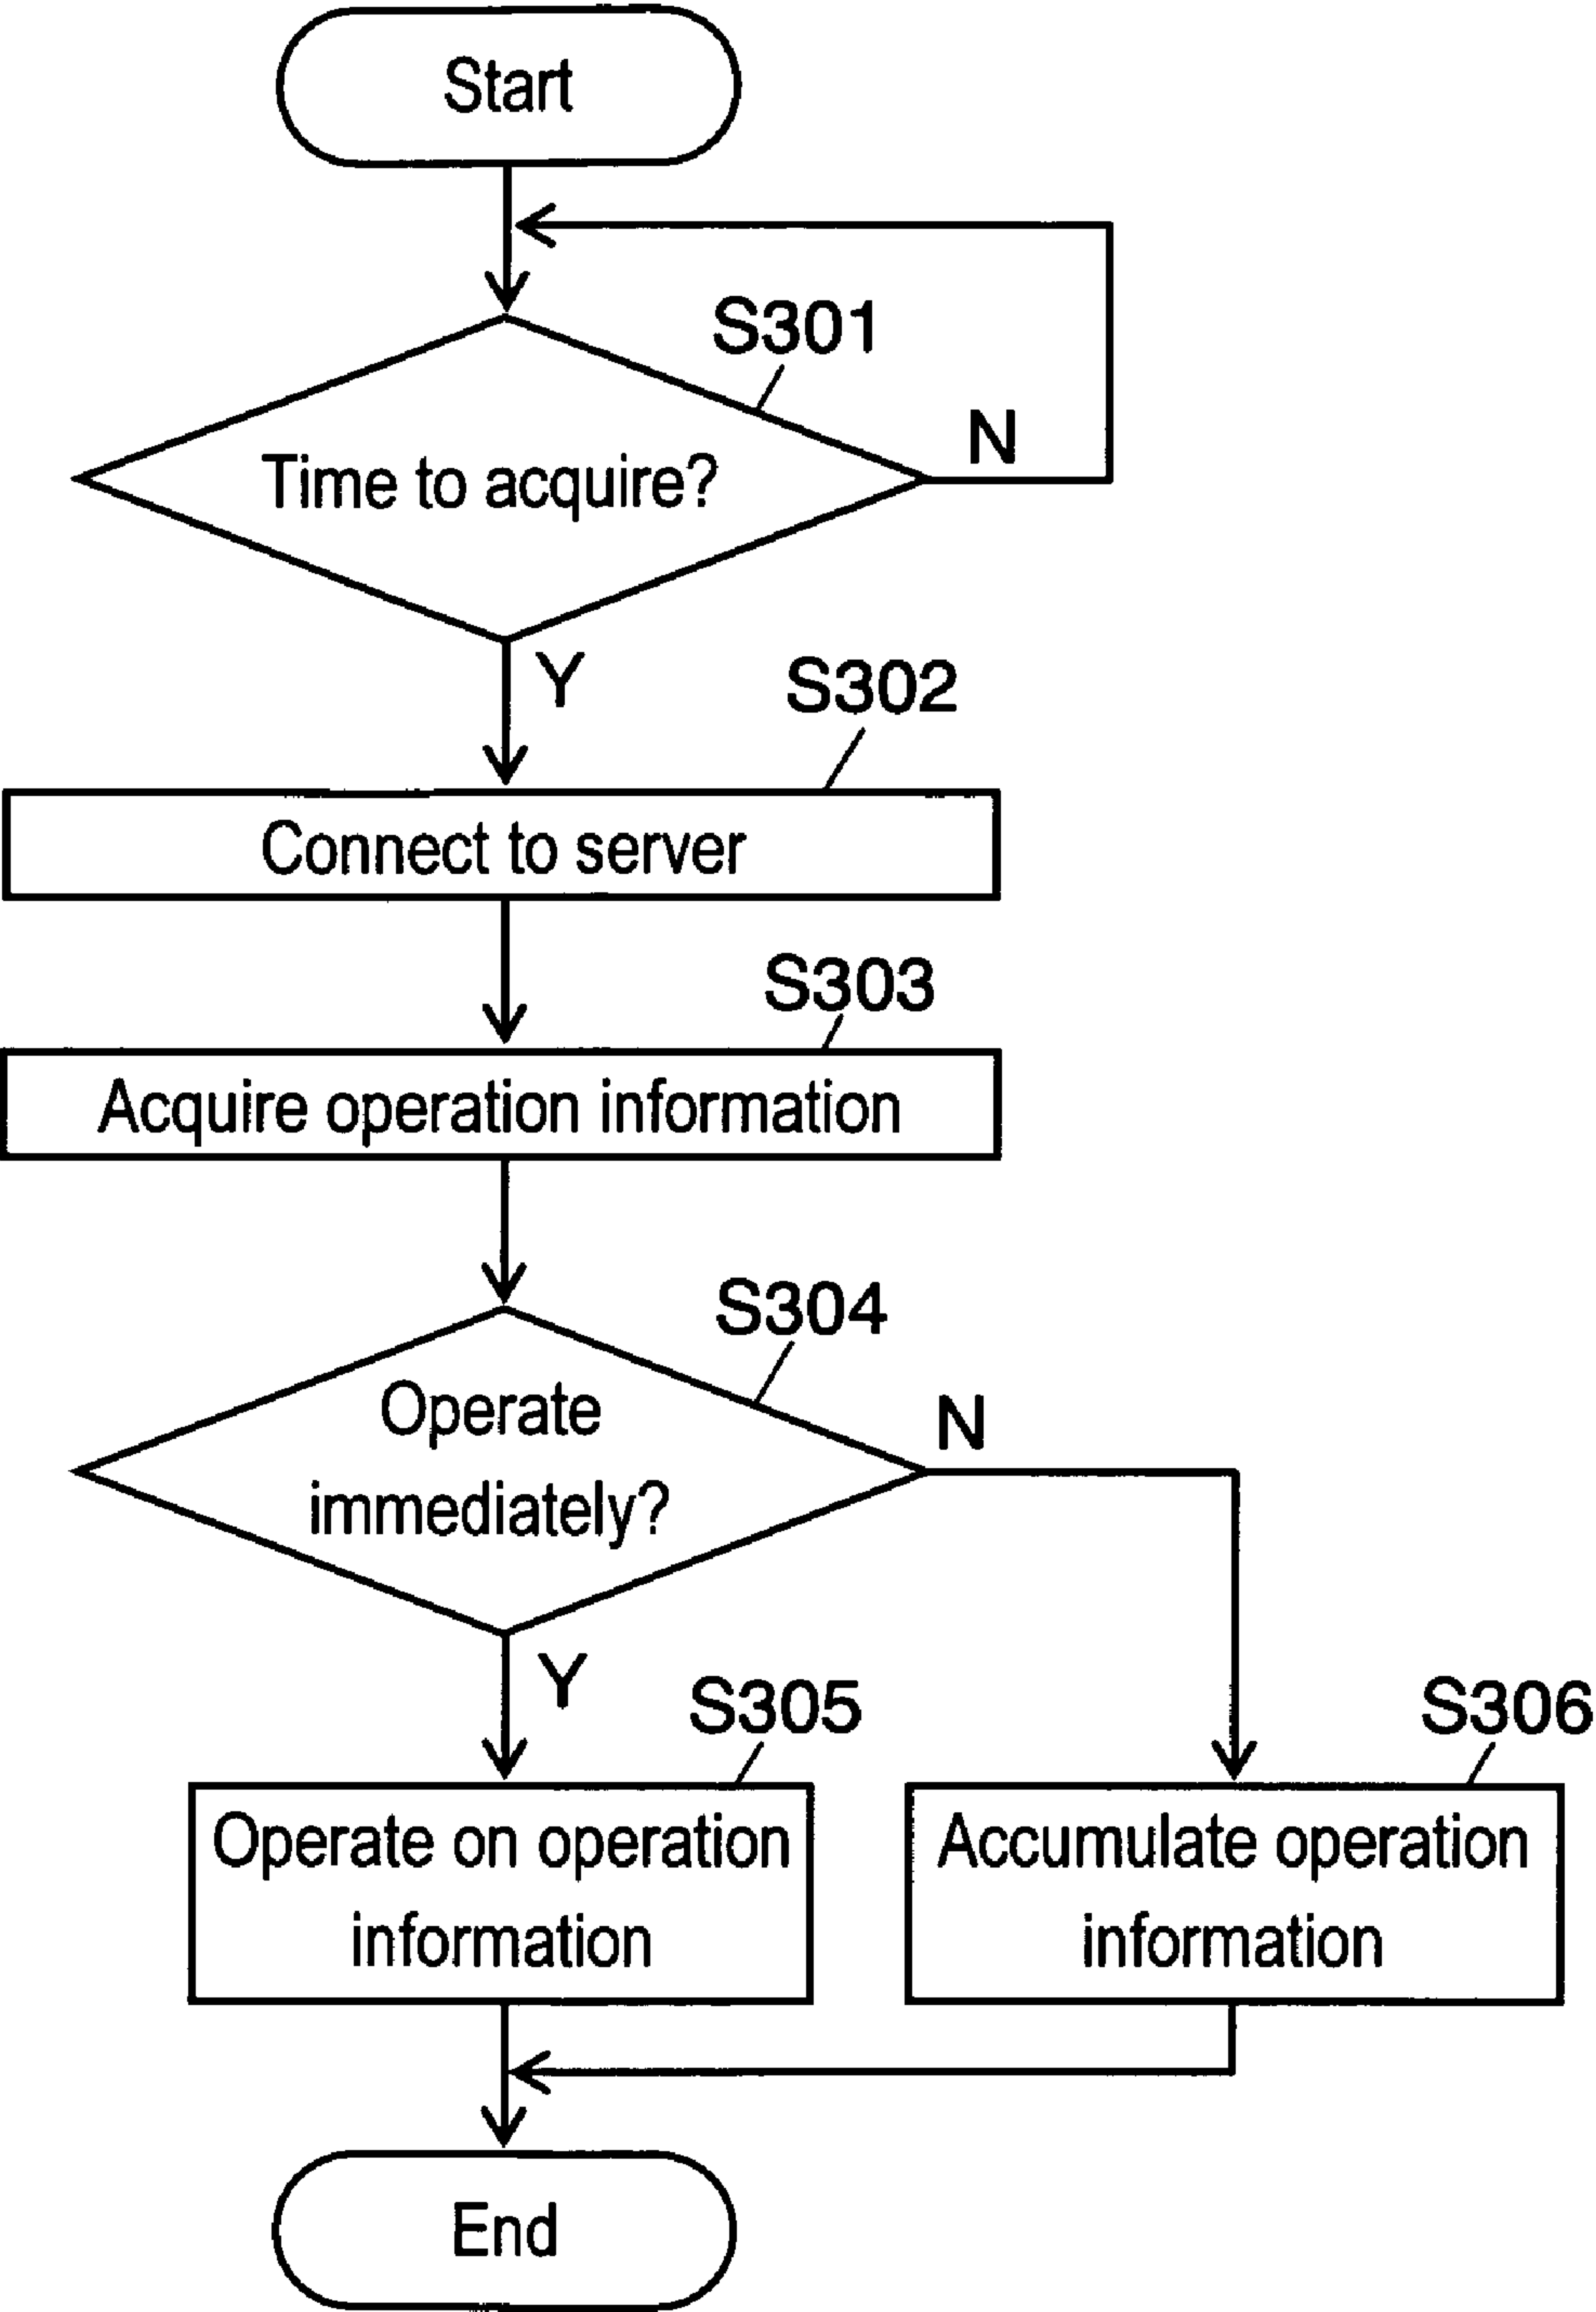 Start
S301
N
Time to acquire?
Y
S302
Connect to server
S303
Acquire operation information
S304
Operate
N
immediately?
Y
S305
S306
Operate on operation
information
Accumulate operation
information
End